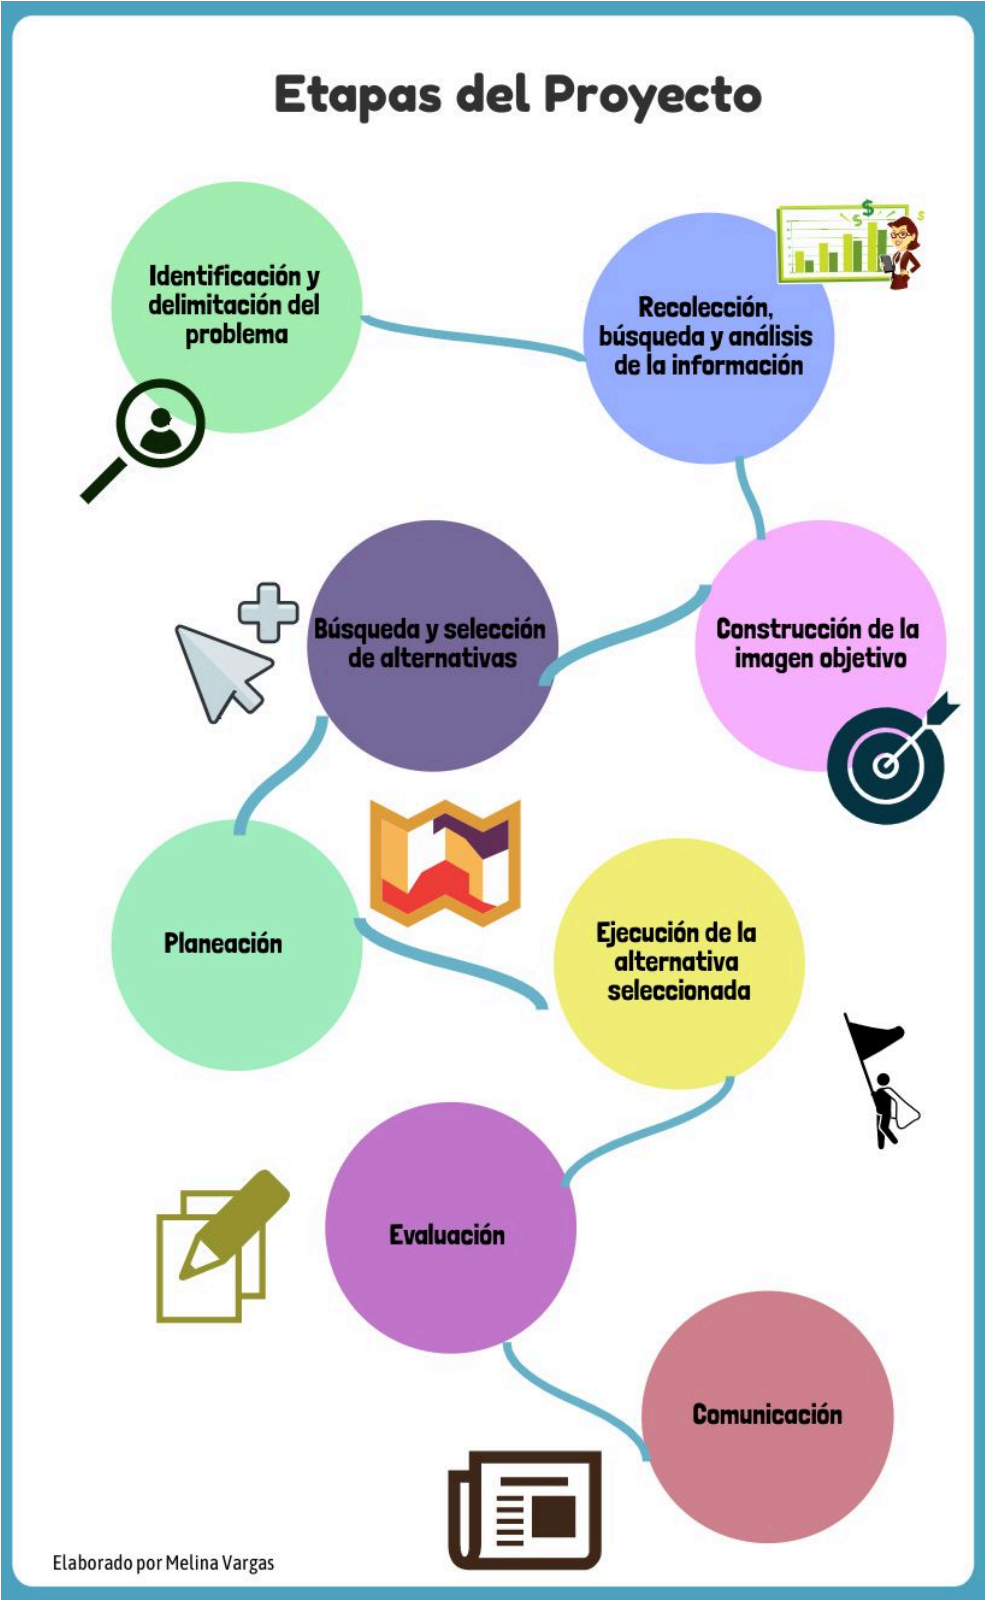 Etapas del Proyecto
Identificación y
delimitación del
problema
Recolección,
búsqueda y análisis
de la información
Construcción de la
imagen objetivo
Búsqueda y selección
de alternativas
Planeación
Ejecución de la
alternativa
seleccionada
Evaluación
Comunicación
Elaborado por Melina Vargas